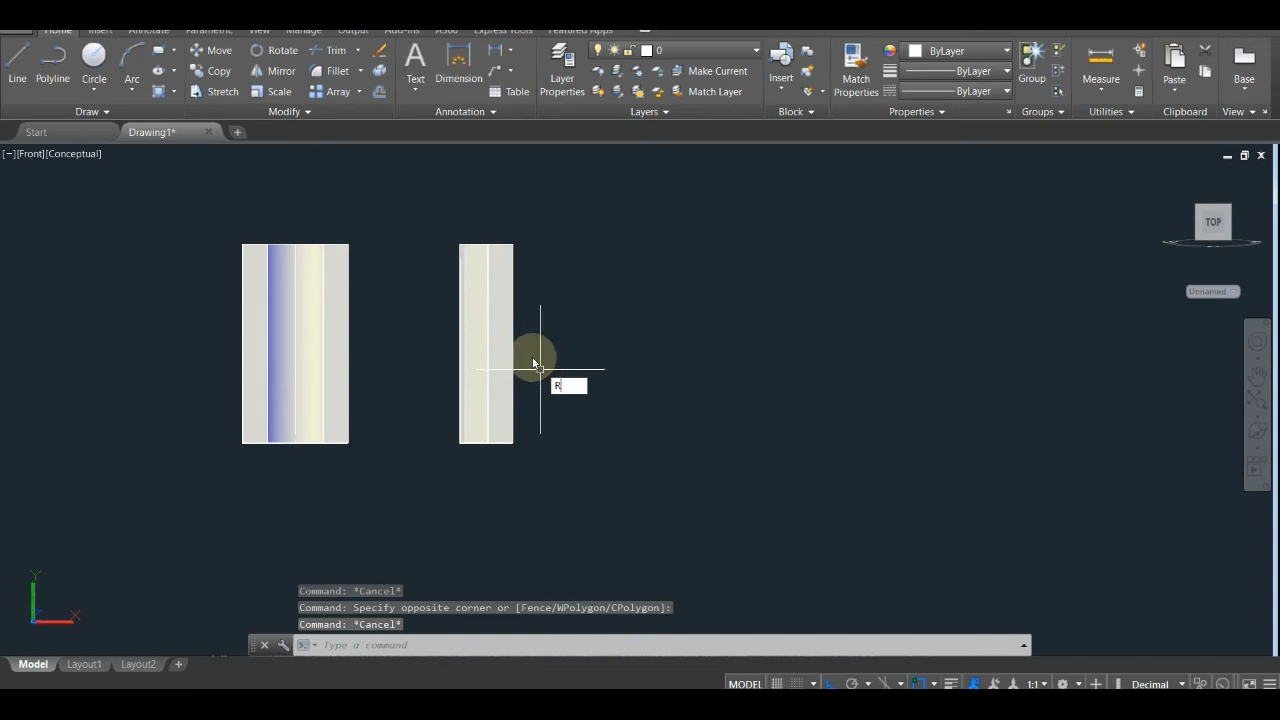 Home Insert Annotate Parametric View Manage Output Add-ins A360 Featured Apps
Line Polyline Circle Arc Move Rotate Trim Text Dimension Layer Properties 0 Insert Match Properties ByLayer Group Measure Paste Base
Copy Mirror Fillet Make Current ByLayer
Stretch Scale Array Table Match Layer ByLayer
Draw Modify Annotation Layers Block Properties Groups Utilities Clipboard View
Start Drawing1*
[−][Front][Conceptual]
TOP
Unnamed
R
Y
X
Command: *Cancel*
Command: Specify opposite corner or [Fence/WPolygon/CPolygon]:
Command: *Cancel*
Type a command
Model Layout1 Layout2
MODEL 1:1 Decimal